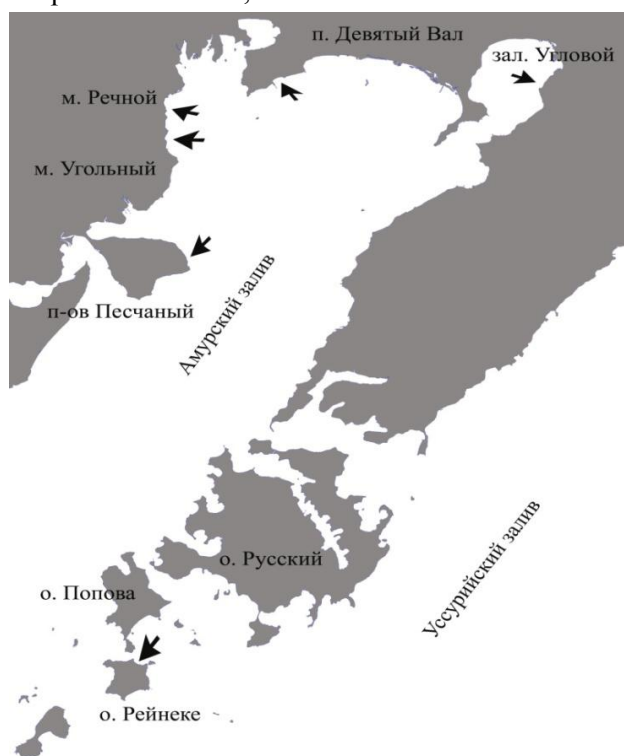 п. Девятый Вал
зал. Угловой
м. Речной
м. Угольный
п-ов Песчаный
Амурский залив
о. Русский
Уссурийский залив
о. Попова
о. Рейнеке